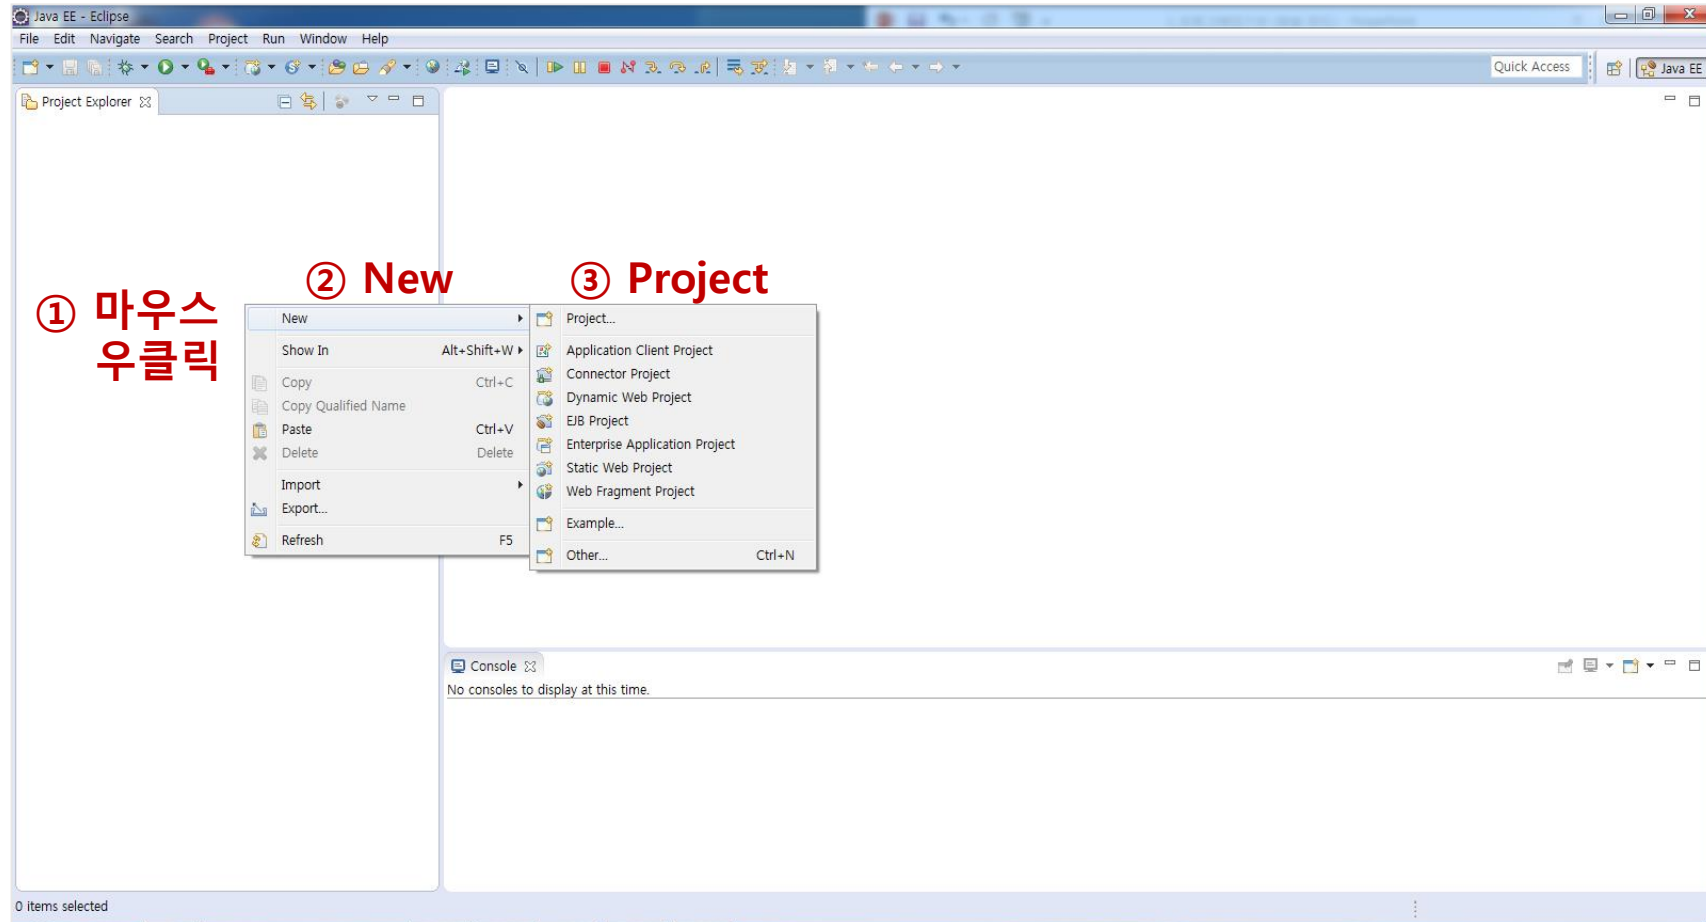 Java EE - Eclipse
File Edit Navigate Search Project Run Window Help
Quick Access
Java EE
Project Explorer
① 마우스
우클릭
② New
③ Project
New
Show In Alt+Shift+W
Copy Ctrl+C
Copy Qualified Name
Paste Ctrl+V
Delete Delete
Import
Export...
Refresh F5
Project...
Application Client Project
Connector Project
Dynamic Web Project
EJB Project
Enterprise Application Project
Static Web Project
Web Fragment Project
Example...
Other... Ctrl+N
Console
No consoles to display at this time.
0 items selected